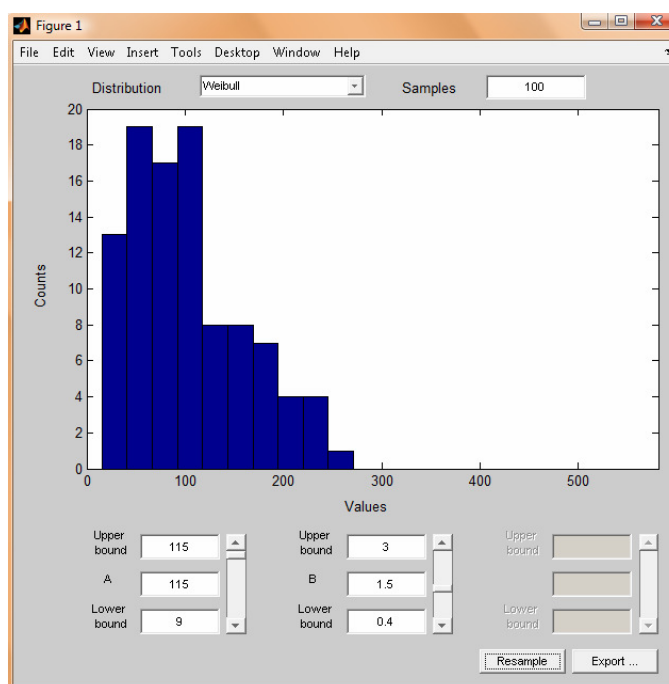 Figure 1
File Edit View Insert Tools Desktop Window Help
Distribution Weibull Samples 100
20
18
16
14
12
10
8
6
4
2
0
Counts
0 100 200 300 400 500
Values
Upper bound 115
A 115
Lower bound 9
Upper bound 3
B 1.5
Lower bound 0.4
Upper bound
Lower bound
Resample Export ...